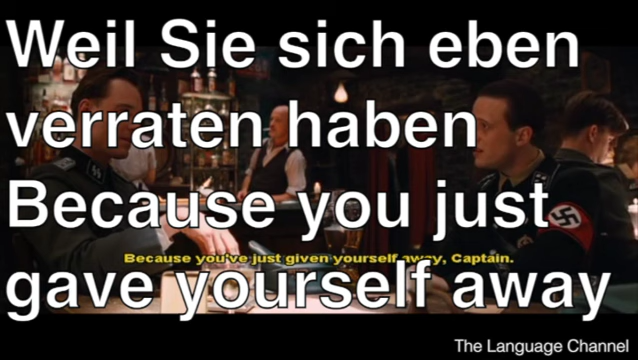 Weil Sie sich eben
verraten haben
Because you just
Because you've just given yourself away, Captain.
gave yourself away
The Language Channel